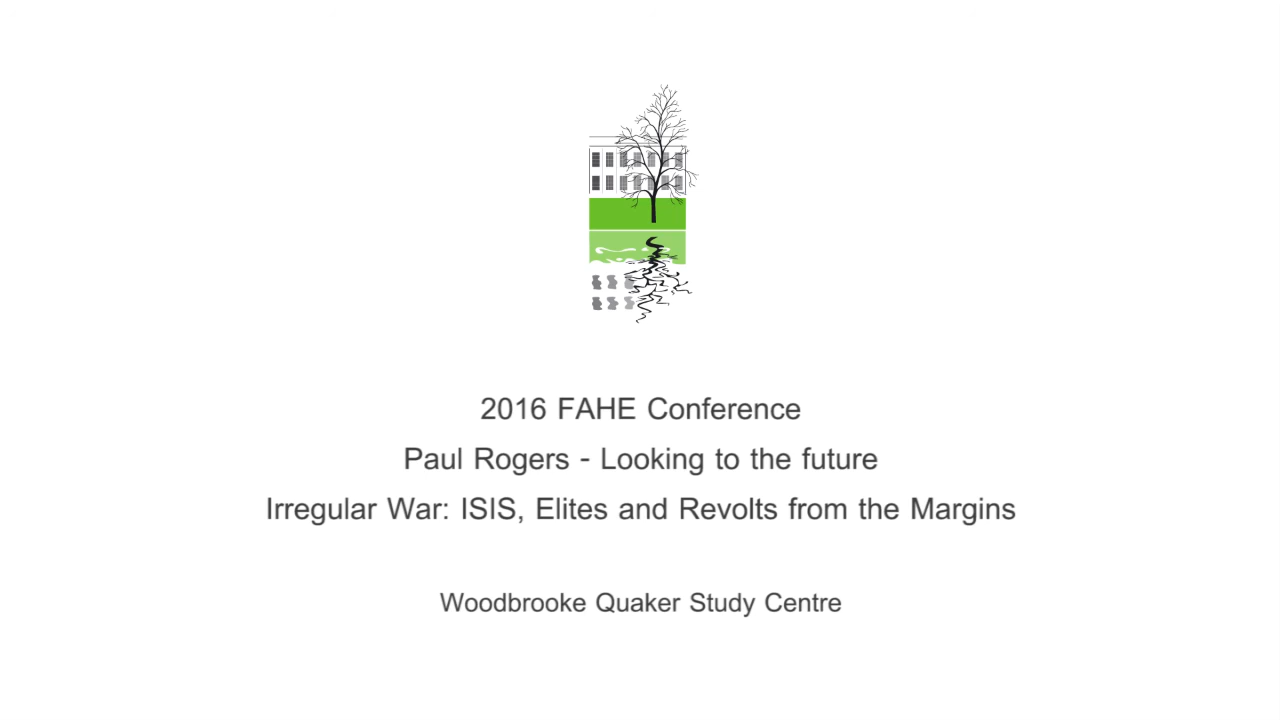 2016 FAHE Conference
Paul Rogers - Looking to the future
Irregular War: ISIS, Elites and Revolts from the Margins
Woodbrooke Quaker Study Centre